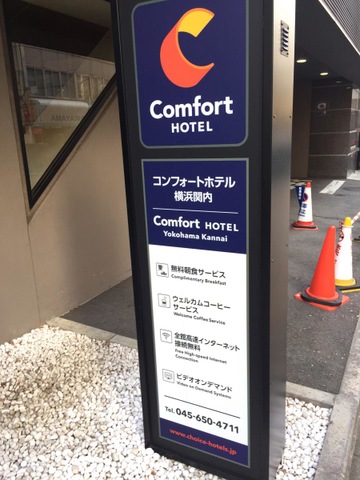 Comfort
HOTEL
コンフォートホテル
横浜関内
Comfort HOTEL
Yokohama Kannai
無料朝食サービス
Complimentary Breakfast
ウェルカムコーヒー
サービス
Welcome Coffee Service
全館高速インターネット
接続無料
Free High-speed Internet
Connection
ビデオオンデマンド
Video on Demand Systems
Tel. 045-650-4711
www.choice-hotels.jp